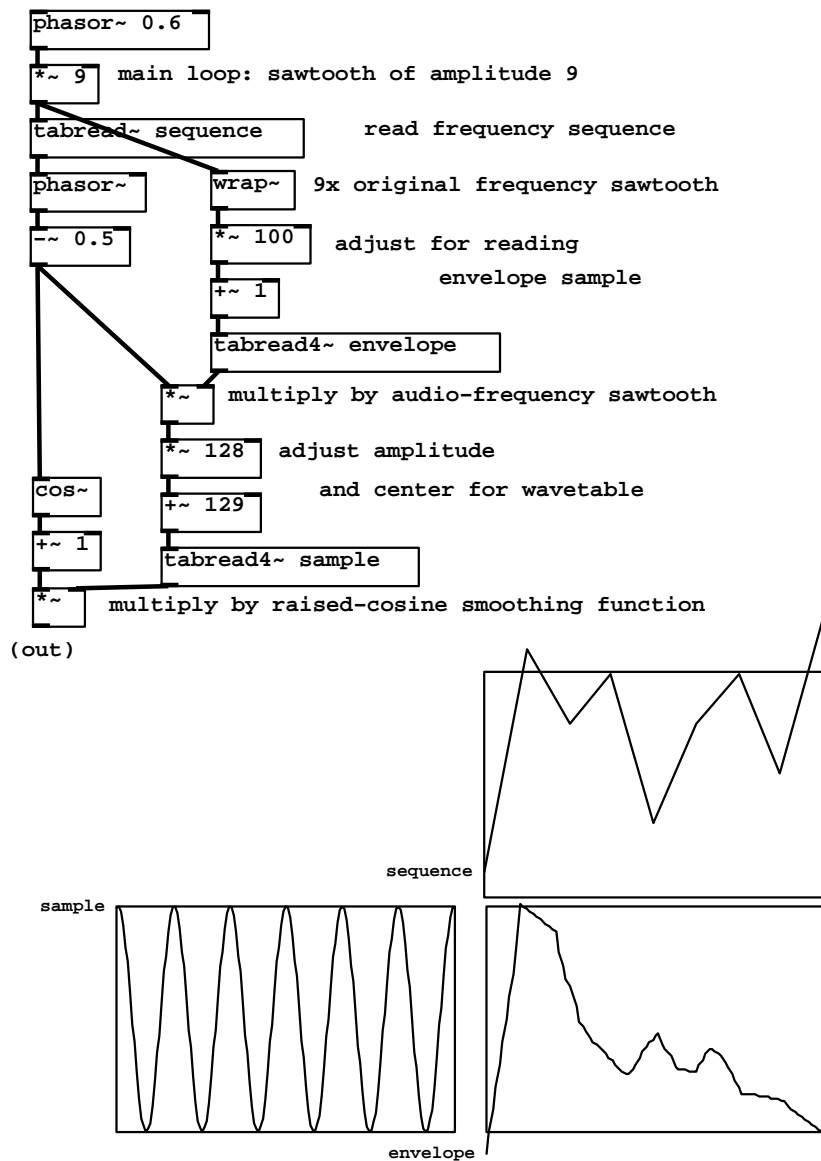 phasor~ 0.6
*~ 9 main loop: sawtooth of amplitude 9
tabread~ sequence read frequency sequence
phasor~ wrap~ 9x original frequency sawtooth
-~ 0.5 *~ 100 adjust for reading
envelope sample
+~ 1
tabread4~ envelope
*~ multiply by audio-frequency sawtooth
*~ 128 adjust amplitude
cos~ and center for wavetable
+~ 129
+~ 1
tabread4~ sample
*~ multiply by raised-cosine smoothing function
(out)
sequence
sample
envelope